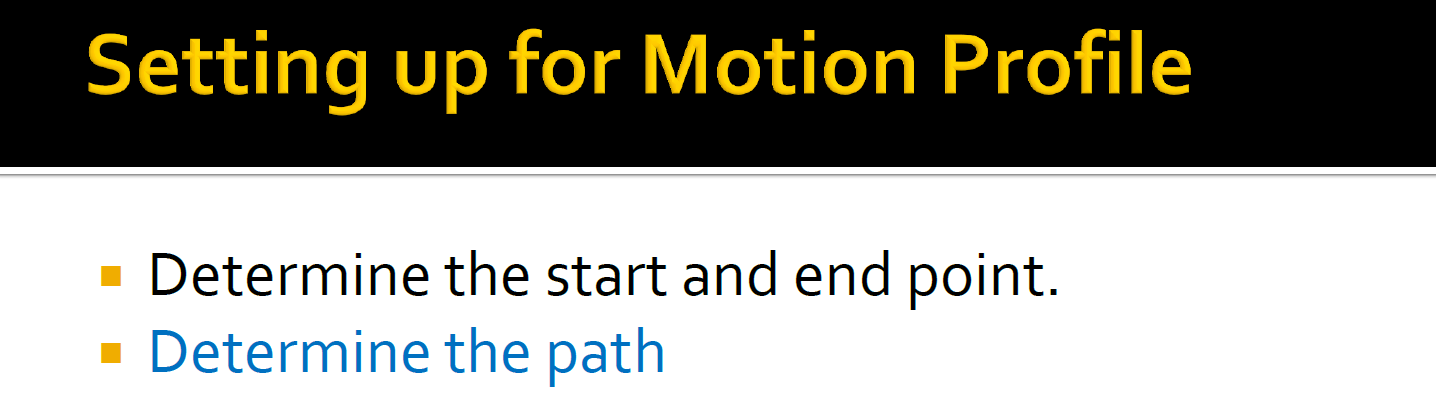 Setting up for Motion Profile
Determine the start and end point.
Determine the path